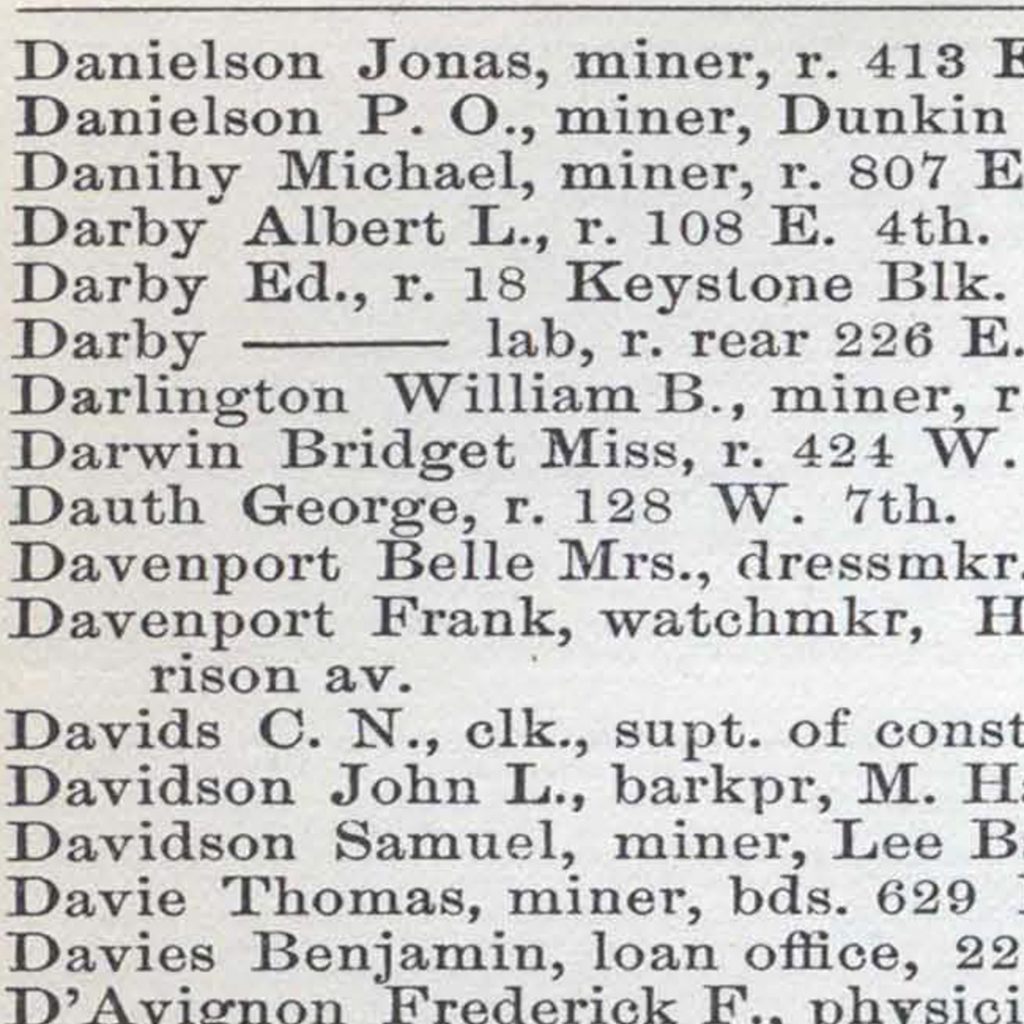 Danielson Jonas, miner, r. 413 E
Danielson P. O., miner, Dunkin
Danihy Michael, miner, r. 807 E
Darby Albert L., r. 108 E. 4th.
Darby Ed., r. 18 Keystone Blk.
Darby ——— lab, r. rear 226 E.
Darlington William B., miner, r
Darwin Bridget Miss, r. 424 W.
Dauth George, r. 128 W. 7th.
Davenport Belle Mrs., dressmkr.
Davenport Frank, watchmkr, H
rison av.
Davids C. N., clk., supt. of const
Davidson John L., barkpr, M. H
Davidson Samuel, miner, Lee B
Davie Thomas, miner, bds. 629
Davies Benjamin, loan office, 22
D'Avignon Frederick F., physici